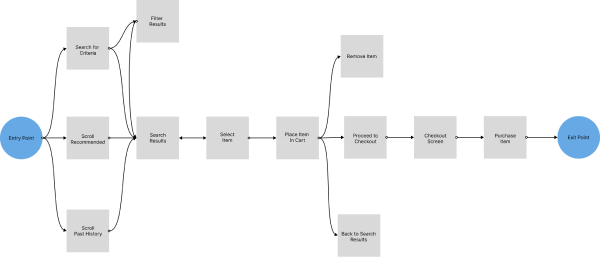 Filter
Results
Search for
Criteria
Remove Item
Entry Point
Scroll
Recommended
Search
Results
Select
Item
Place Item
In Cart
Proceed to
Checkout
Checkout
Screen
Purchase
Item
Exit Point
Scroll
Past History
Back to Search
Results